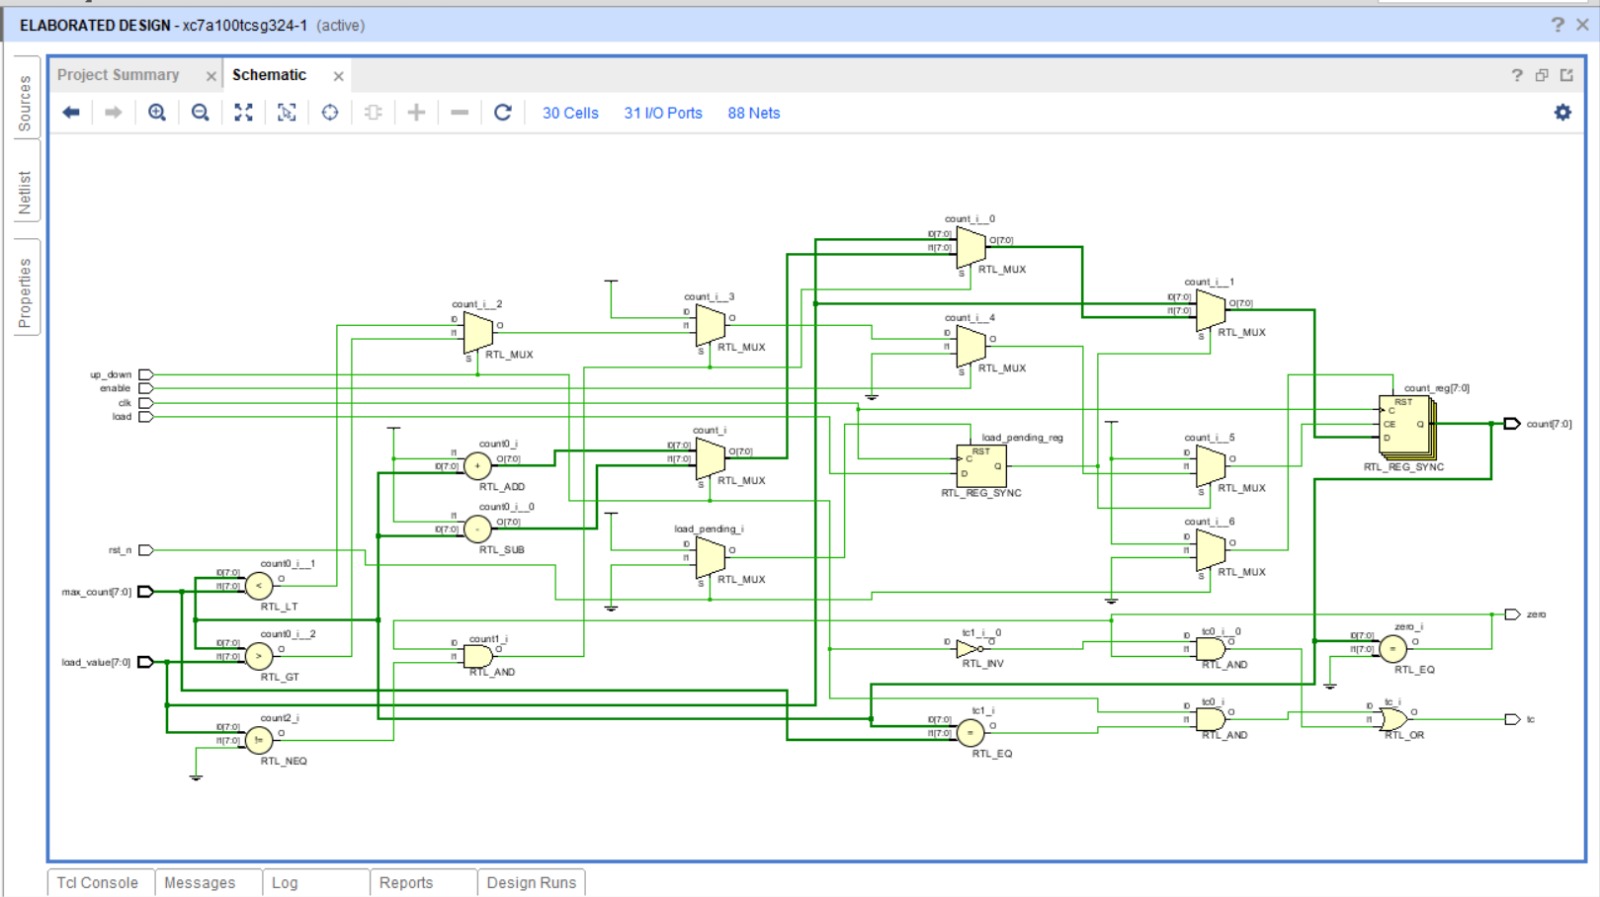 ELABORATED DESIGN - xc7a100tcsg324-1 (active)
Sources
Netlist
Properties
Project Summary
Schematic
30 Cells 31 I/O Ports 88 Nets
count_i__0
I0[7:0]
I1[7:0]
O[7:0]
S
RTL_MUX
count_i__1
I0[7:0]
I1[7:0]
O[7:0]
S
RTL_MUX
count_i__2
I0
I1
O
S
RTL_MUX
count_i__3
I0
I1
O
S
RTL_MUX
count_i__4
I0
I1
O
S
RTL_MUX
up_down
enable
clk
load
count_reg[7:0]
RST
C
CE
D
Q
RTL_REG_SYNC
count[7:0]
count0_i
I1
I0[7:0]
O[7:0]
+
RTL_ADD
count_i
I0[7:0]
I1[7:0]
O[7:0]
S
RTL_MUX
load_pending_reg
RST
C
D
Q
RTL_REG_SYNC
count_i__5
I0
I1
O
S
RTL_MUX
count0_i__0
I1
I0[7:0]
O[7:0]
-
RTL_SUB
load_pending_i
I0
I1
O
S
RTL_MUX
count_i__6
I0
I1
O
S
RTL_MUX
rst_n
max_count[7:0]
load_value[7:0]
count0_i__1
I0[7:0]
I1[7:0]
O
<
RTL_LT
count0_i__2
I0[7:0]
I1[7:0]
O
>
RTL_GT
count1_i
I0
I1
O
RTL_AND
tc1_i__0
I0
O
RTL_INV
tc0_i__0
I0
I1
O
RTL_AND
zero_i
I0[7:0]
I1[7:0]
O
=
RTL_EQ
zero
count2_i
I0[7:0]
I1[7:0]
O
!=
RTL_NEQ
tc1_i
I0[7:0]
I1[7:0]
O
=
RTL_EQ
tc0_i
I0
I1
O
RTL_AND
tc_i
I0
I1
O
RTL_OR
tc
Tcl Console
Messages
Log
Reports
Design Runs